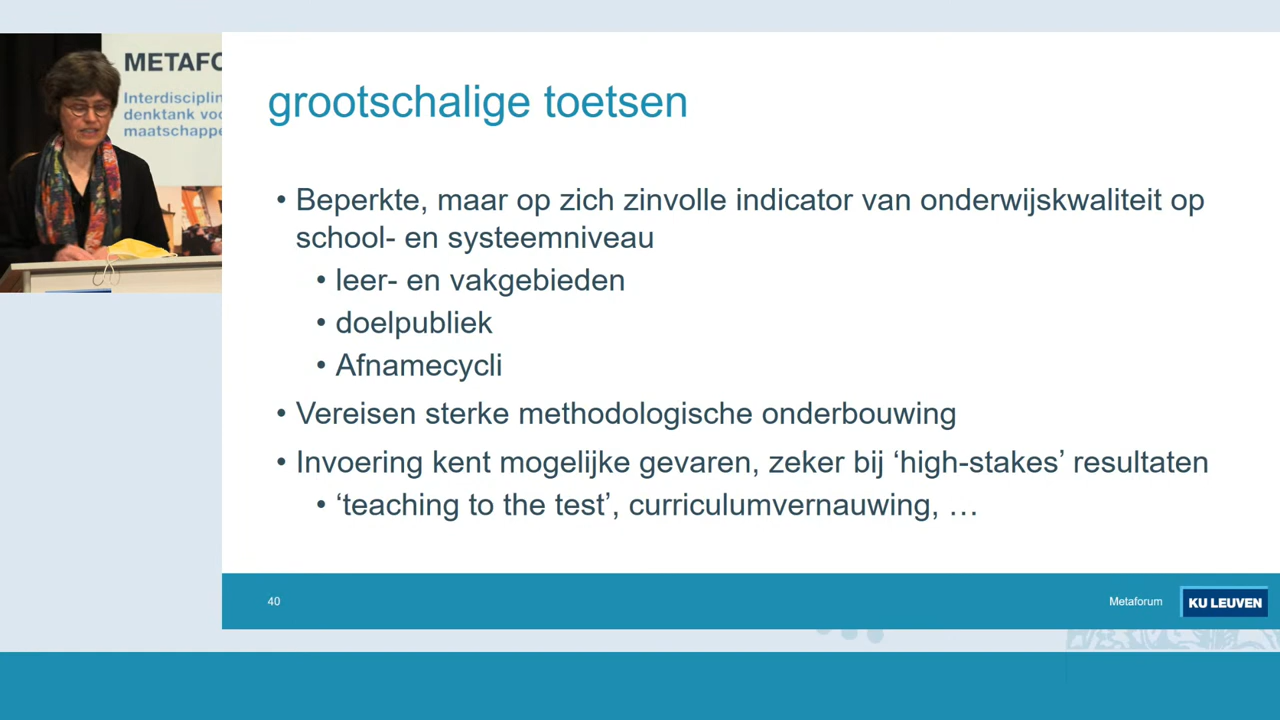 METAFO
Interdisciplin
denktank voo
maatschappe
grootschalige toetsen
• Beperkte, maar op zich zinvolle indicator van onderwijskwaliteit op
school- en systeemniveau
• leer- en vakgebieden
• doelpubliek
• Afnamecycli
• Vereisen sterke methodologische onderbouwing
• Invoering kent mogelijke gevaren, zeker bij ‘high-stakes’ resultaten
• ‘teaching to the test’, curriculumvernauwing, …
40
Metaforum
KU LEUVEN